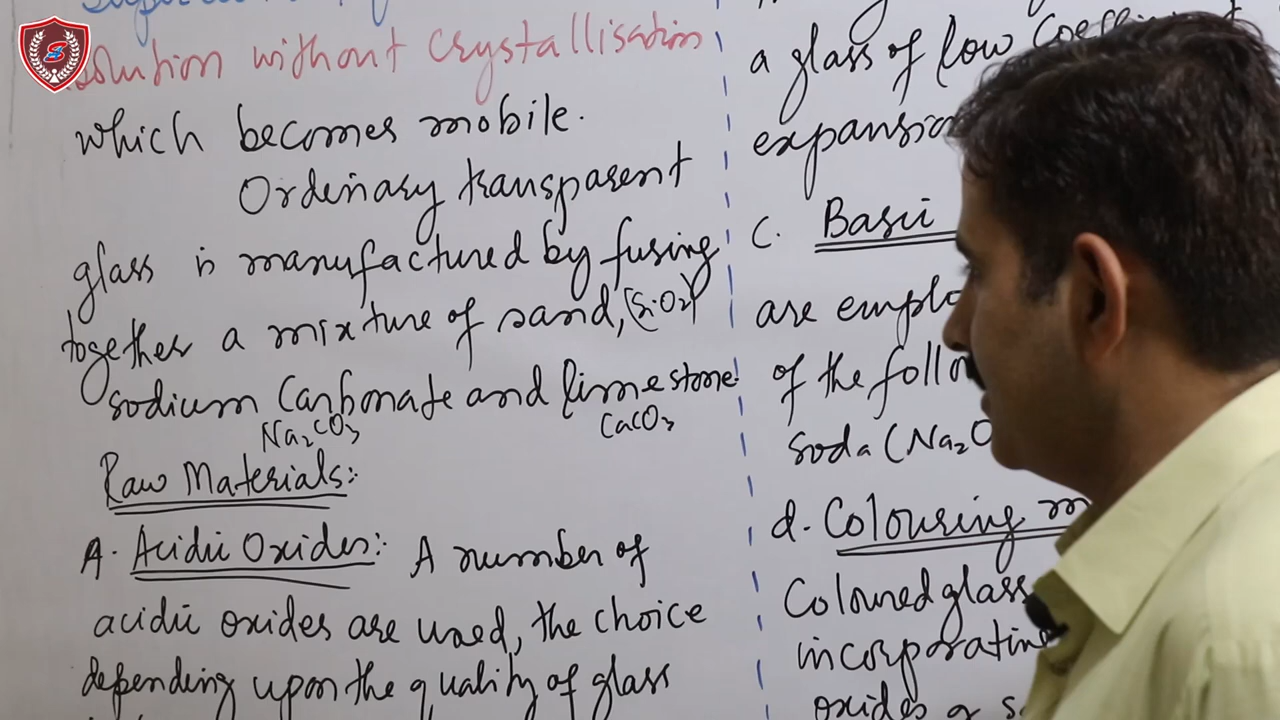 solution without crystallisation
which becomes mobile.
Ordinary transparent
glass is manufactured by fusing
together a mixture of sand, (SiO2)
sodium Carbonate and limestone
Na2CO3 CaCO3
Raw Materials:
A. Acidic Oxides: A number of
acidic oxides are used, the choice
depending upon the quality of glass
a glass of low
expansion
C. Basic
are emplo
of the follo
Soda (Na2O
d. Colouring m
Coloured glass
incorporatin
oxides or s
S